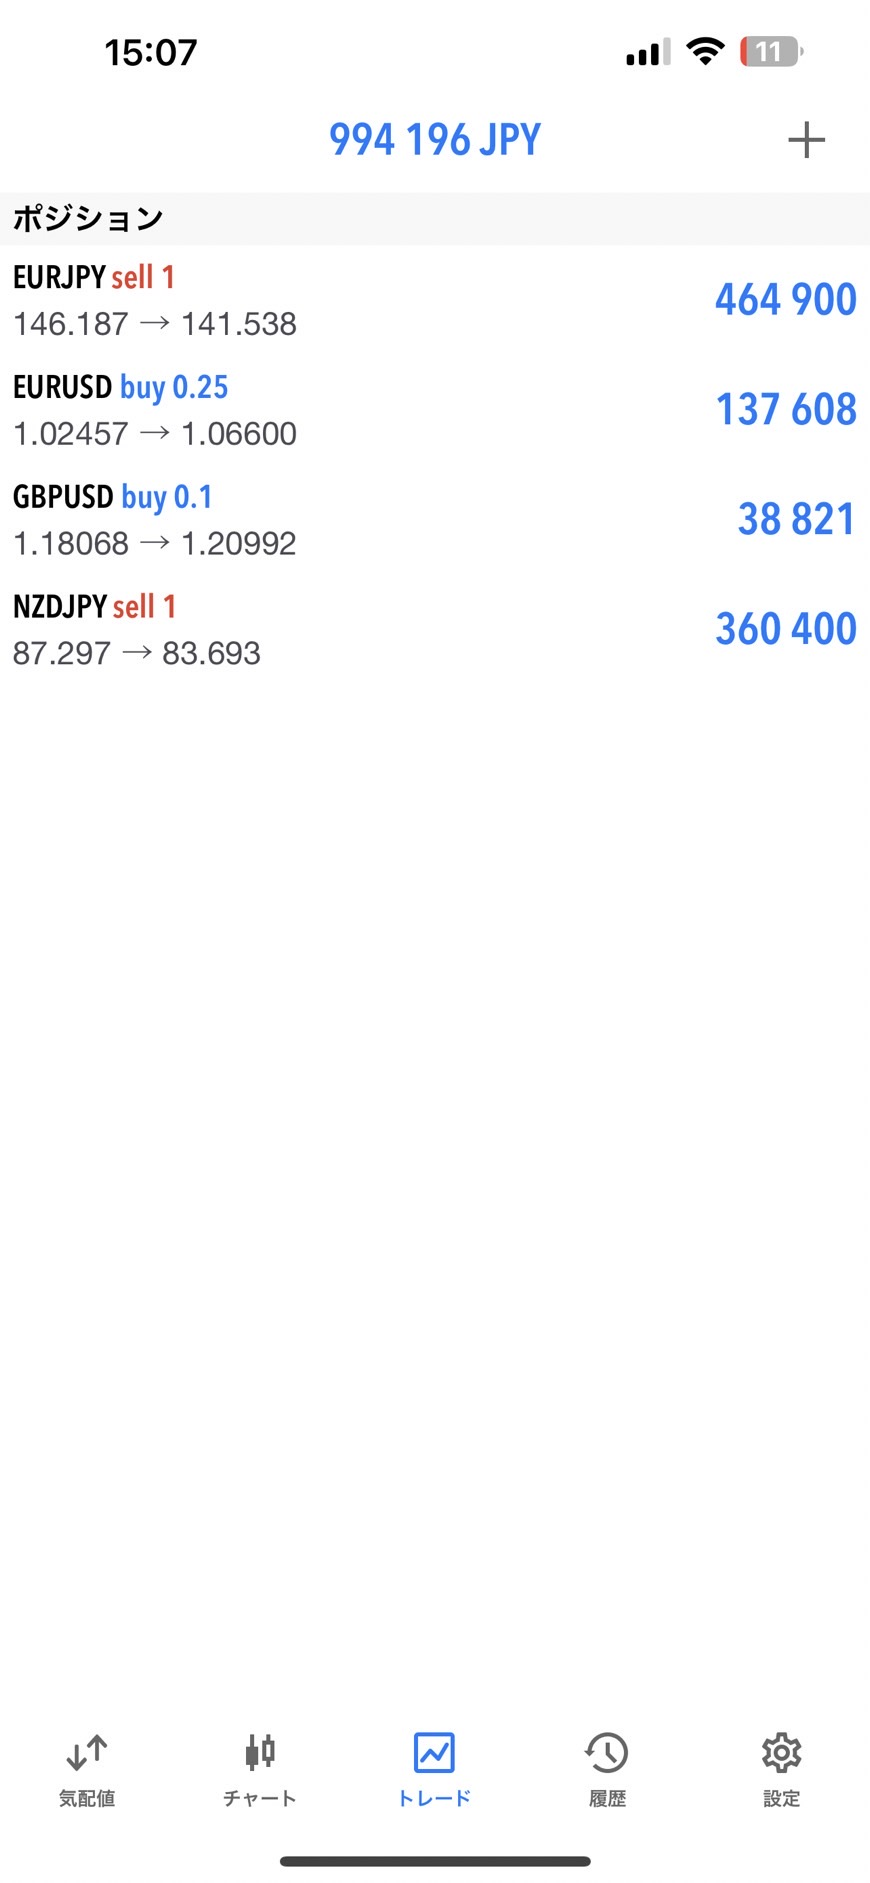 15:07
11
994 196 JPY
ポジション
EURJPY sell 1
464 900
146.187 → 141.538
EURUSD buy 0.25
137 608
1.02457 → 1.06600
GBPUSD buy 0.1
38 821
1.18068 → 1.20992
NZDJPY sell 1
360 400
87.297 → 83.693
気配値
チャート
トレード
履歴
設定